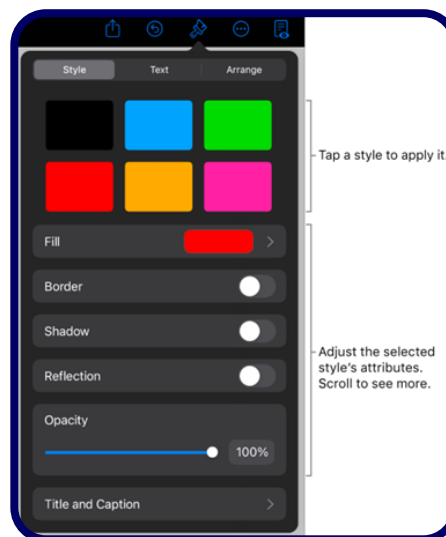 Style Text Arrange
Tap a style to apply it.
Fill
Border
Shadow
Reflection
Adjust the selected
style's attributes.
Scroll to see more.
Opacity
100%
Title and Caption